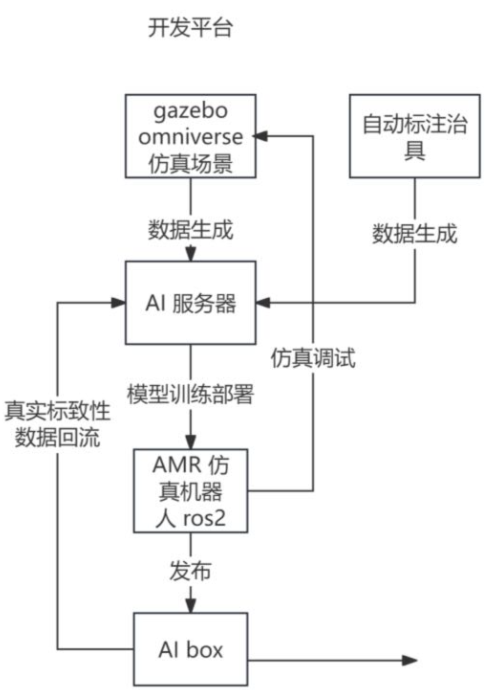 开发平台
gazebo
omniverse
仿真场景
自动标注治
具
数据生成
数据生成
AI 服务器
仿真调试
模型训练部署
真实标致性
数据回流
AMR 仿
真机器
人 ros2
发布
AI box